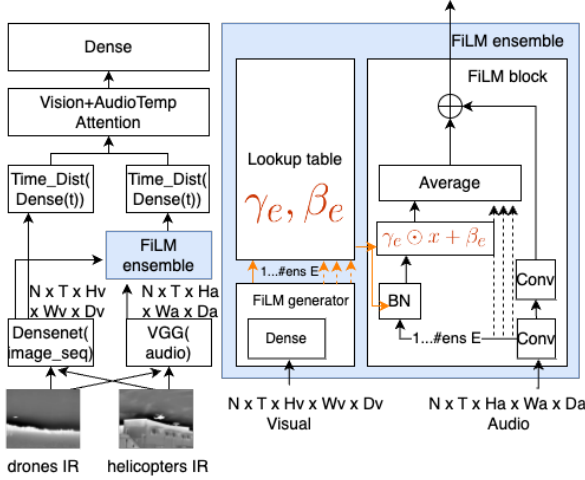 Dense
Vision+AudioTemp
Attention
Time_Dist(
Dense(t))
Time_Dist(
Dense(t))
FiLM
ensemble
N x T x Hv
x Wv x Dv
N x T x Ha
x Wa x Da
Densenet(
image_seq)
VGG(
audio)
drones IR
helicopters IR
FiLM ensemble
FiLM block
Lookup table
γe, βe
1...#ens E
FiLM generator
Dense
N x T x Hv x Wv x Dv
Visual
Average
γe ⊙ x + βe
BN
Conv
1...#ens E
Conv
N x T x Ha x Wa x Da
Audio